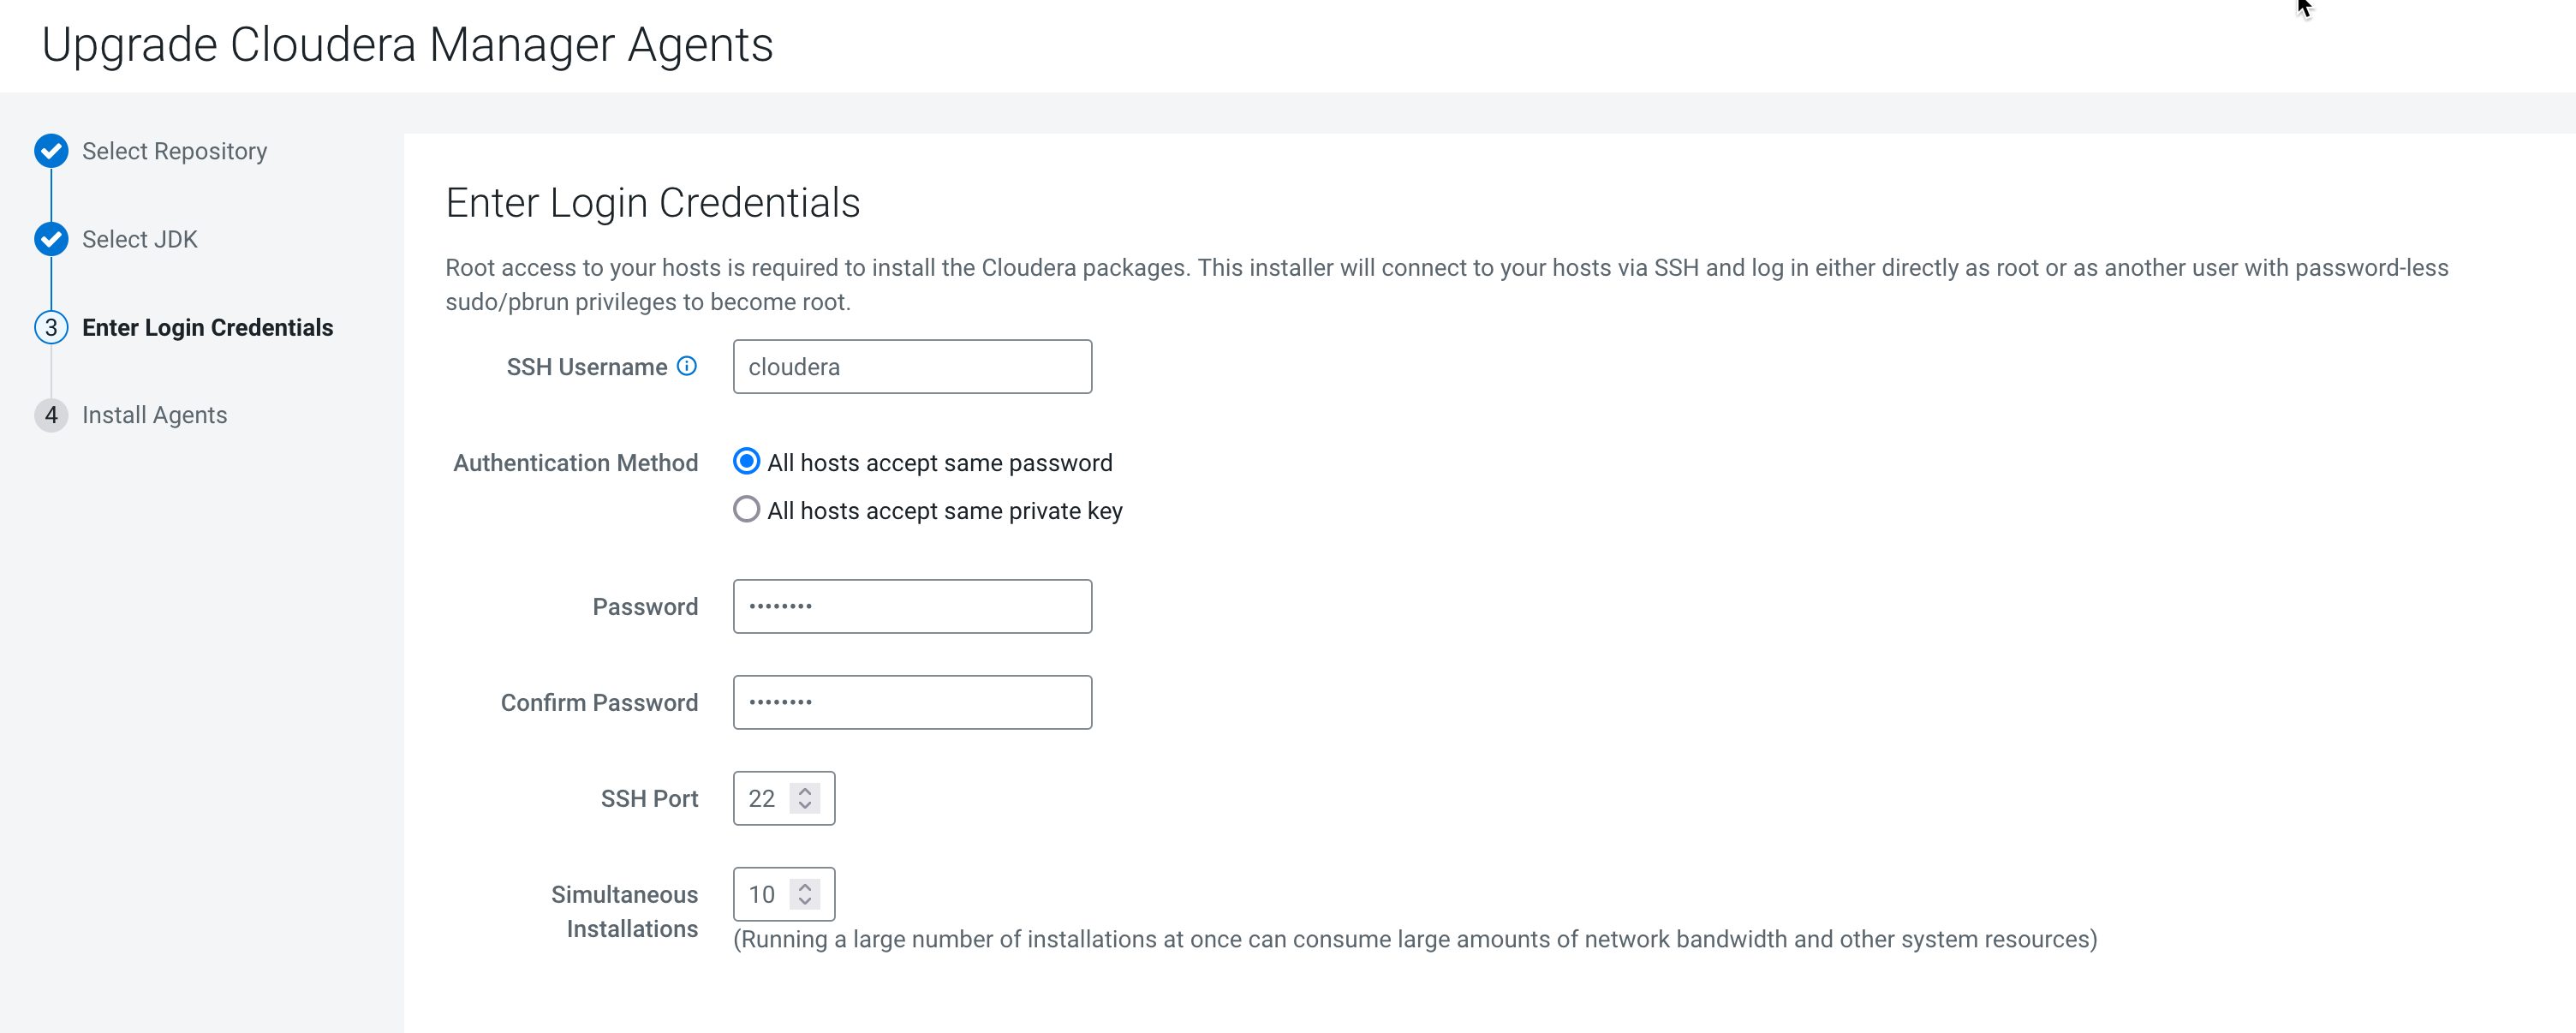 Upgrade Cloudera Manager Agents
Select Repository
Select JDK
3 Enter Login Credentials
4 Install Agents
Enter Login Credentials
Root access to your hosts is required to install the Cloudera packages. This installer will connect to your hosts via SSH and log in either directly as root or as another user with password-less
sudo/pbrun privileges to become root.
SSH Username cloudera
Authentication Method All hosts accept same password
All hosts accept same private key
Password ••••••••
Confirm Password ••••••••
SSH Port 22
Simultaneous 10
Installations
(Running a large number of installations at once can consume large amounts of network bandwidth and other system resources)